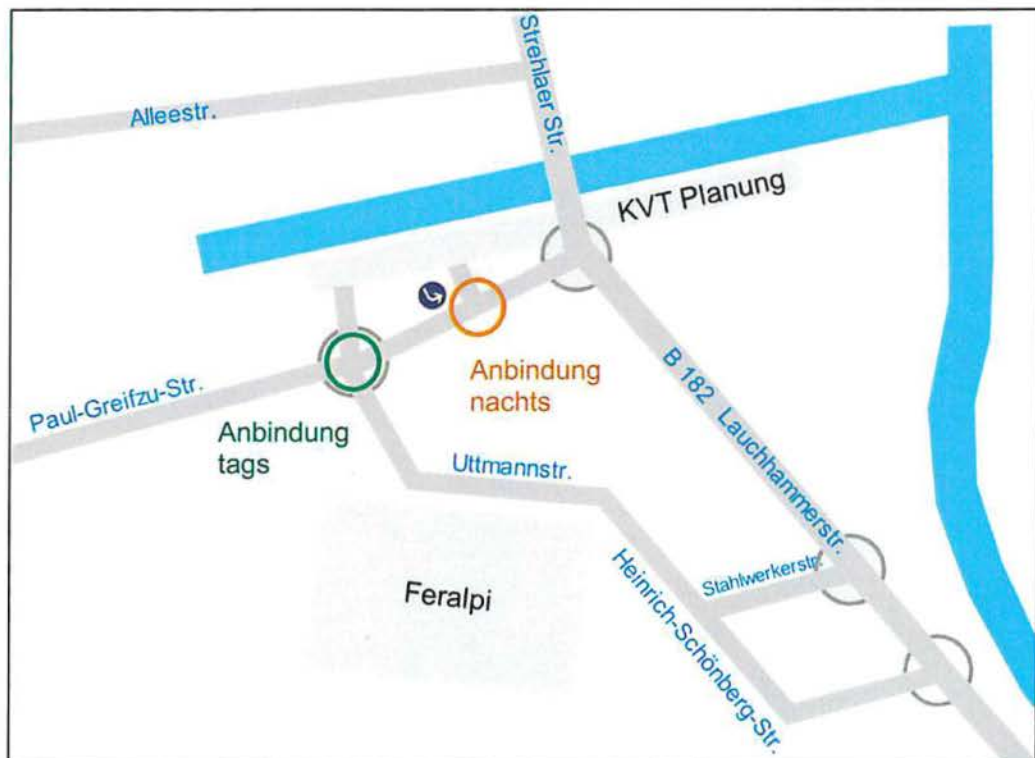 Strehlaer Str.
Alleestr.
KVT Planung
Paul-Greifzu-Str.
Anbindung
nachts
Anbindung
tags
B 182 Lauchhammerstr.
Uttmannstr.
Stahlwerkerstr.
Feralpi
Heinrich-Schönberg-Str.